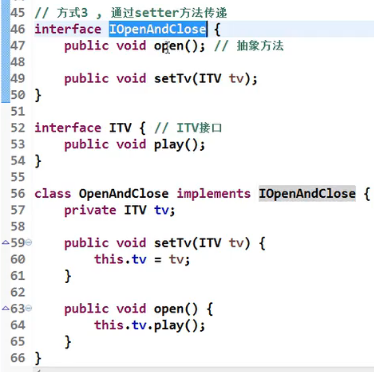 45 // 方式3 , 通过setter方法传递
46 interface IOpenAndClose {
47 public void open(); // 抽象方法
48
49 public void setTv(ITV tv);
50 }
51
52 interface ITV { // ITV接口
53 public void play();
54 }
55
56 class OpenAndClose implements IOpenAndClose {
57 private ITV tv;
58
59 public void setTv(ITV tv) {
60 this.tv = tv;
61 }
62
63 public void open() {
64 this.tv.play();
65 }
66 }